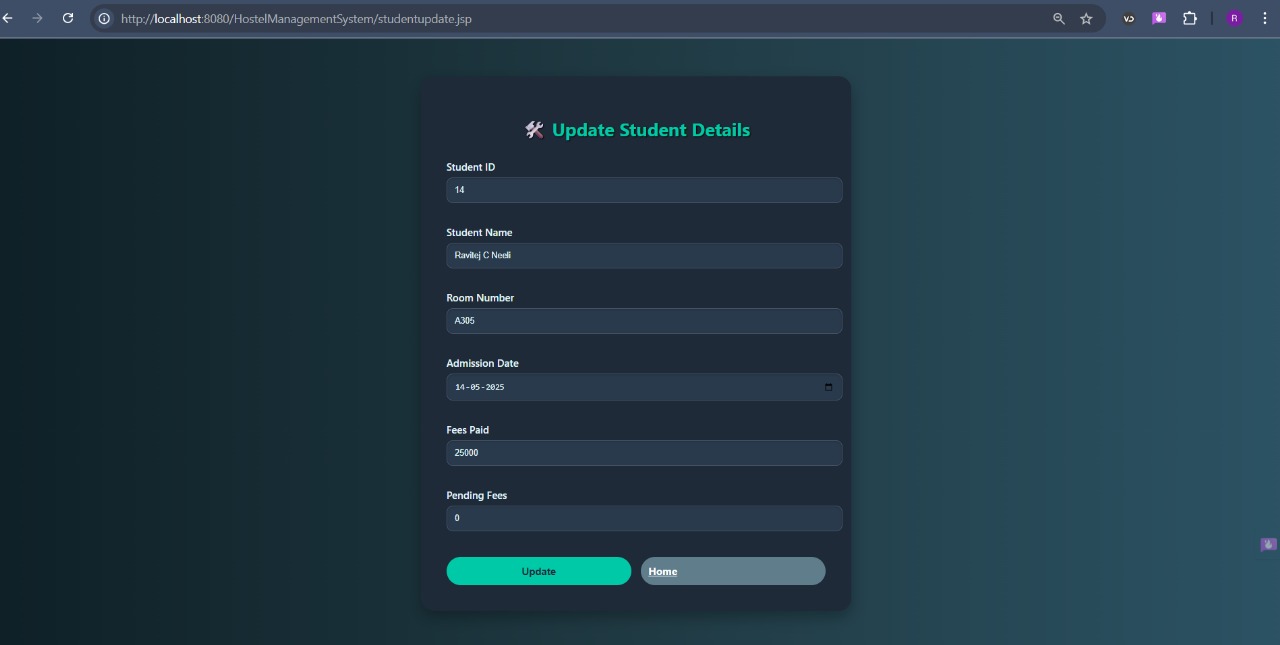 http://localhost:8080/HostelManagementSystem/studentupdate.jsp
R
Update Student Details
Student ID
14
Student Name
Ravitej C Neeli
Room Number
A305
Admission Date
14-05-2025
Fees Paid
25000
Pending Fees
0
Update Home